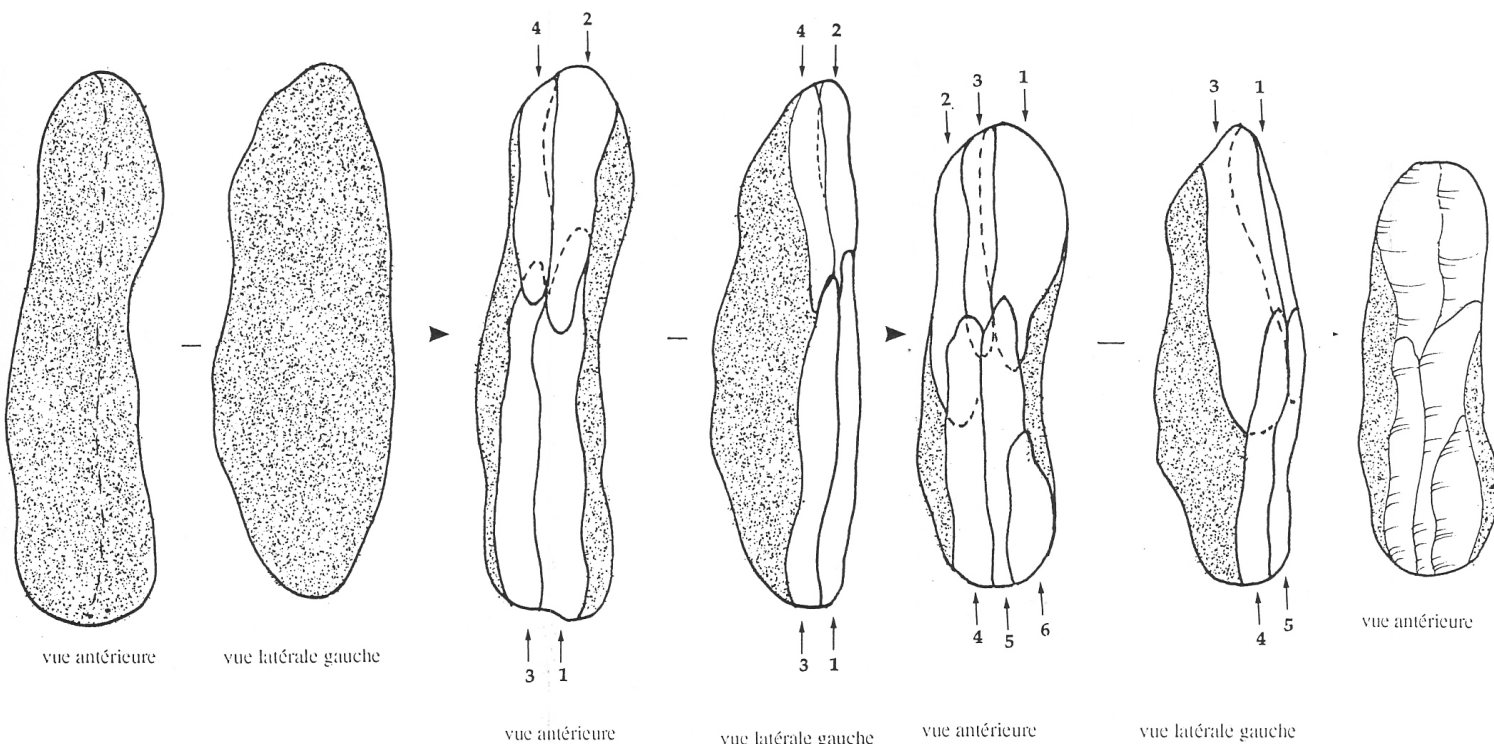 4 2
4 2
2 3 1
3 1
3 1
3 1
4 5 6
4 5
vue antérieure
vue latérale gauche
vue antérieure
vue latérale gauche
vue antérieure
vue latérale gauche
vue antérieure